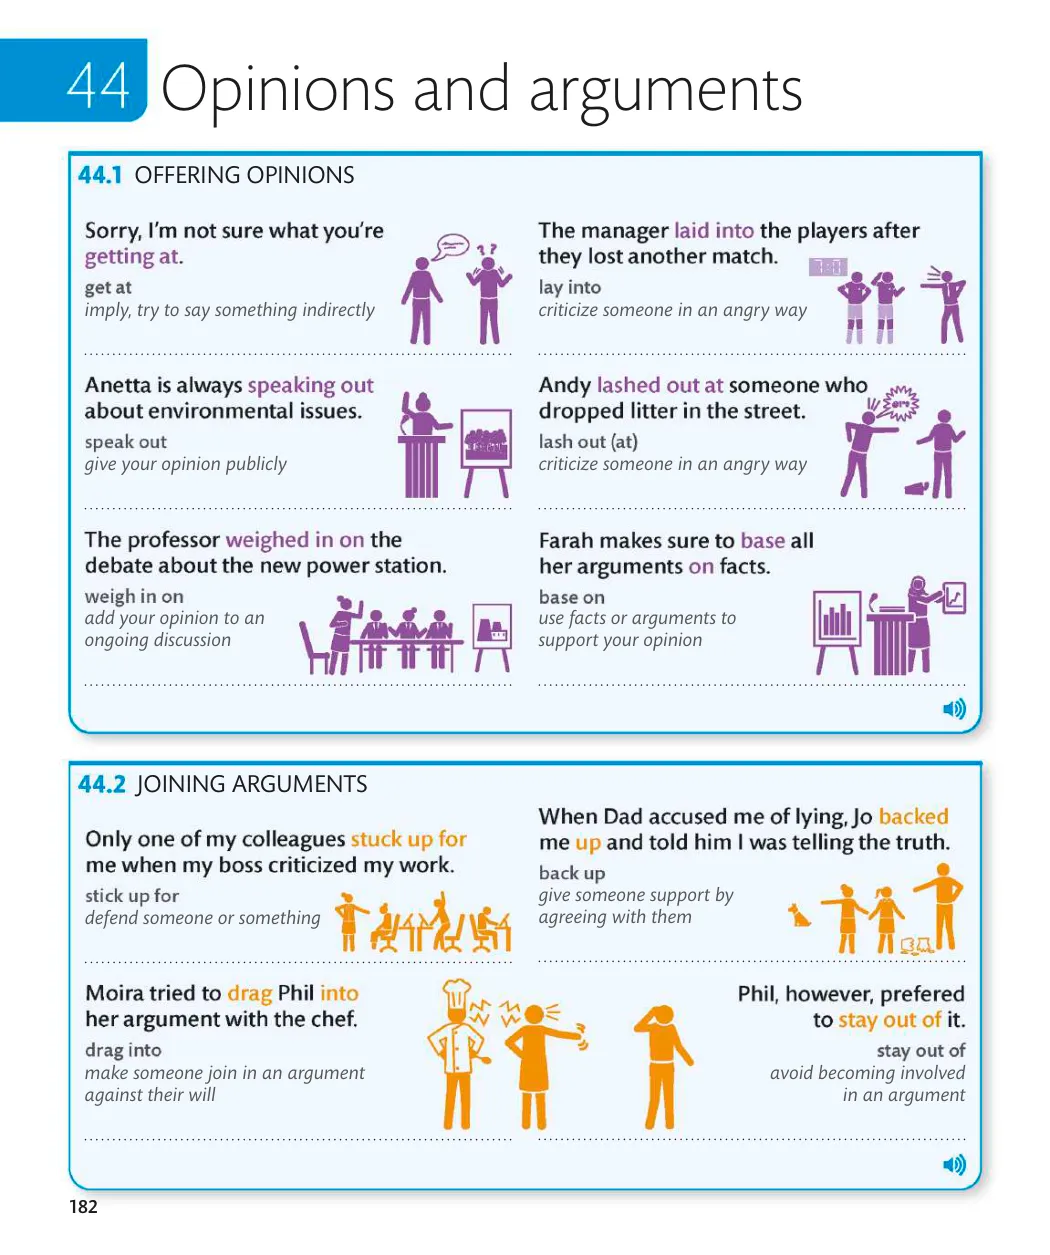 44 Opinions and arguments
44.1 OFFERING OPINIONS
Sorry, I'm not sure what you're
getting at.
get at
imply, try to say something indirectly
The manager laid into the players after
they lost another match.
lay into
criticize someone in an angry way
Anetta is always speaking out
about environmental issues.
speak out
give your opinion publicly
Andy lashed out at someone who
dropped litter in the street.
lash out (at)
criticize someone in an angry way
The professor weighed in on the
debate about the new power station.
weigh in on
add your opinion to an
ongoing discussion
Farah makes sure to base all
her arguments on facts.
base on
use facts or arguments to
support your opinion
44.2 JOINING ARGUMENTS
Only one of my colleagues stuck up for
me when my boss criticized my work.
stick up for
defend someone or something
When Dad accused me of lying, Jo backed
me up and told him I was telling the truth.
back up
give someone support by
agreeing with them
Moira tried to drag Phil into
her argument with the chef.
drag into
make someone join in an argument
against their will
Phil, however, prefered
to stay out of it.
stay out of
avoid becoming involved
in an argument
182